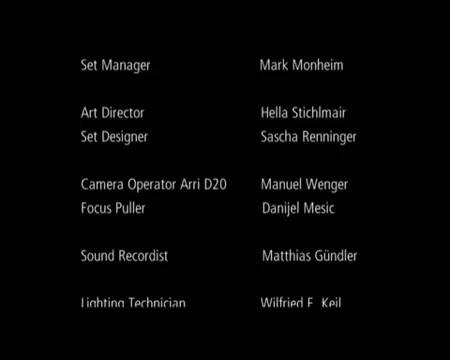 Set Manager Mark Monheim
Art Director Hella Stichlmair
Set Designer Sascha Renninger
Camera Operator Arri D20 Manuel Wenger
Focus Puller Danijel Mesic
Sound Recordist Matthias Gündler
Lighting Technician Wilfried E. Keil